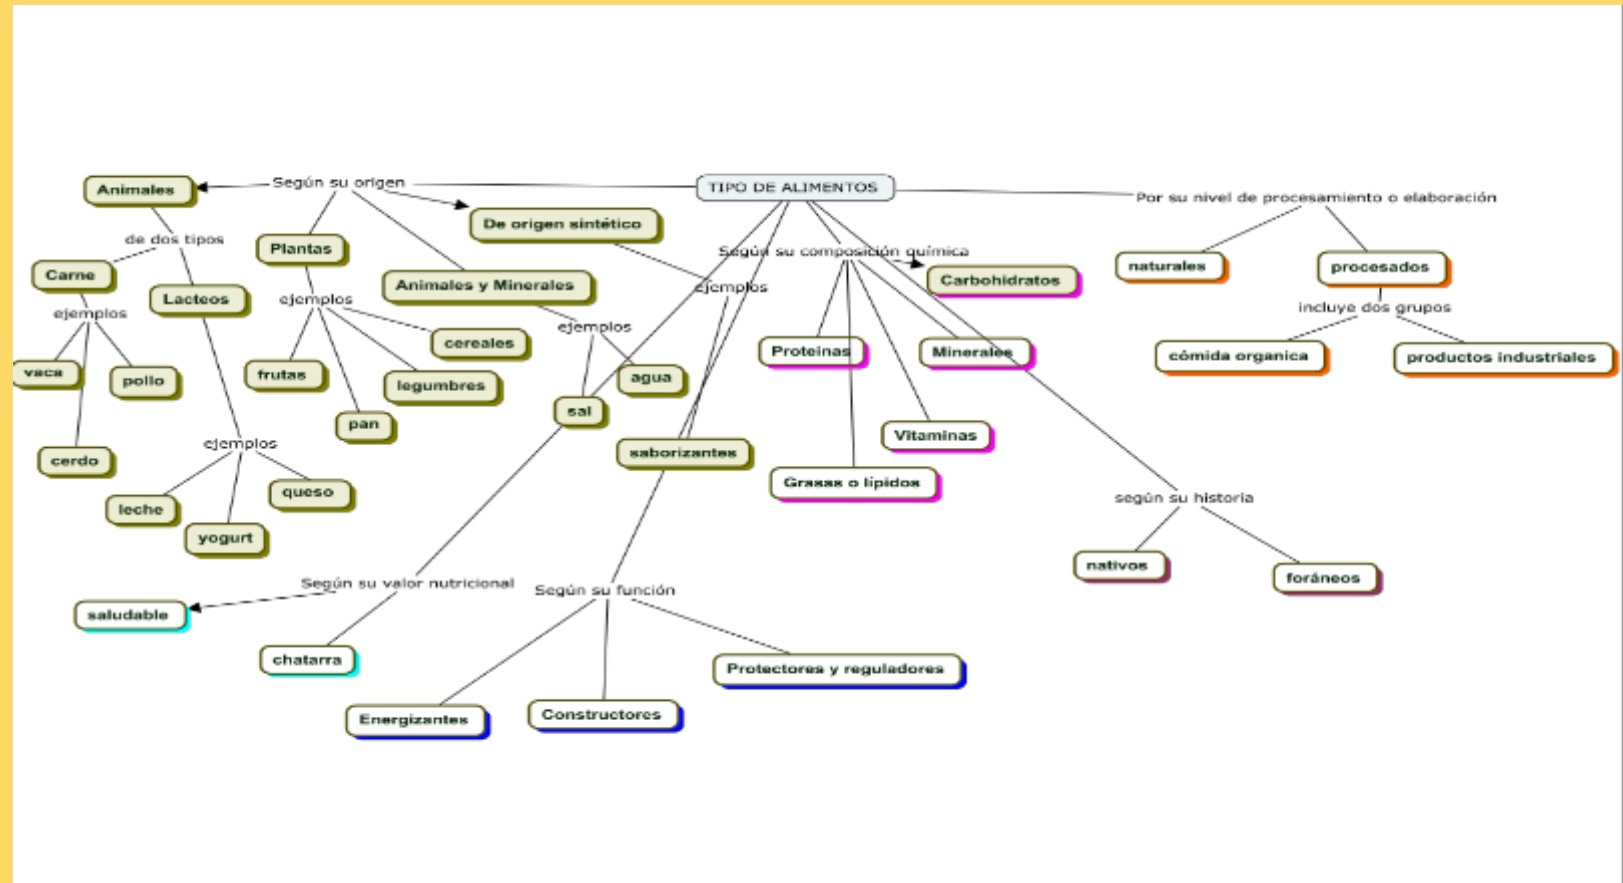 TIPO DE ALIMENTOS
Según su origen
Animales
de dos tipos
Carne
ejemplos
vaca
pollo
cerdo
Lacteos
ejemplos
leche
yogurt
queso
Plantas
ejemplos
frutas
pan
legumbres
cereales
Animales y Minerales
ejemplos
sal
agua
De origen sintético
ejemplos
saborizantes
Según su valor nutricional
saludable
chatarra
Según su función
Energizantes
Constructores
Protectores y reguladores
Según su composición química
Carbohidratos
Proteinas
Minerales
Vitaminas
Grasas o lípidos
según su historia
nativos
foráneos
Por su nivel de procesamiento o elaboración
naturales
procesados
incluye dos grupos
cómida organica
productos industriales